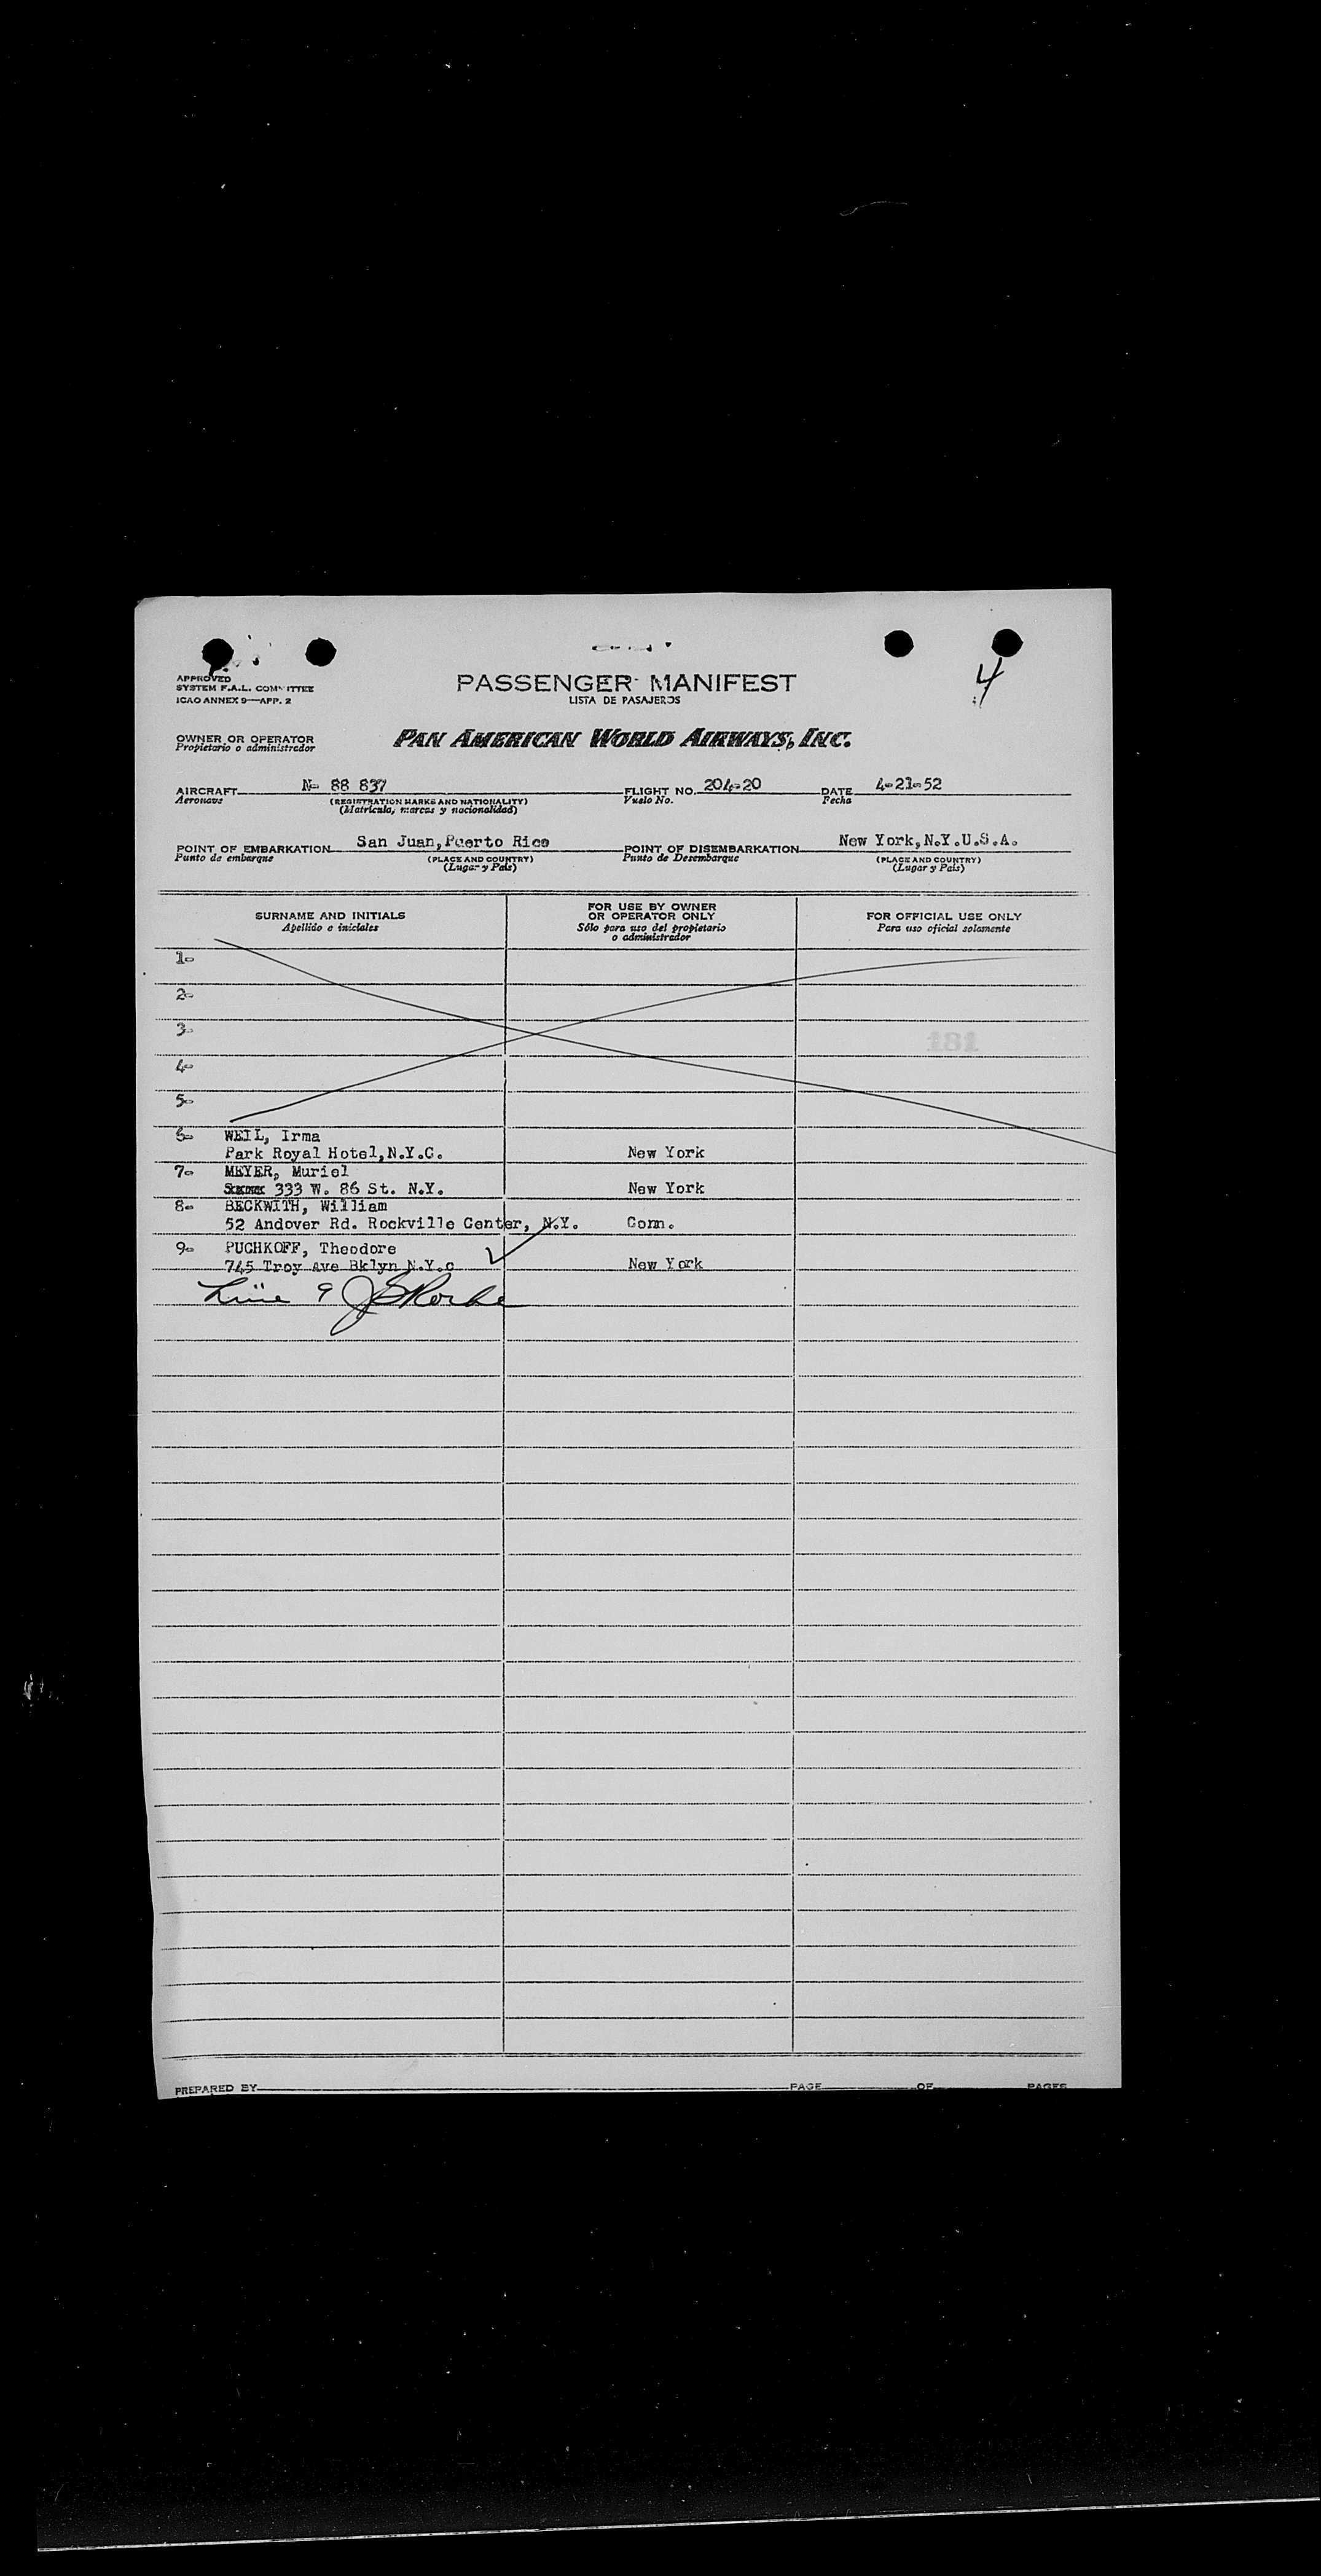 4
APPROVED
SYSTEM F.A.L. COMMITTEE
ICAO ANNEX 9—APP. 2
PASSENGER MANIFEST
LISTA DE PASAJEROS
OWNER OR OPERATOR
Propietario o administrador
PAN AMERICAN WORLD AIRWAYS, INC.
AIRCRAFT N- 88 837 FLIGHT NO. 204-20 DATE 4-21-52
Aeronave (REGISTRATION MARKS AND NATIONALITY) Vuelo No. Fecha
(Matrícula, marcas y nacionalidad)
POINT OF EMBARKATION San Juan,Puerto Rico POINT OF DISEMBARKATION New York,N.Y.U.S.A.
Punto de embarque (PLACE AND COUNTRY) Punto de Desembarque (PLACE AND COUNTRY)
(Lugar y País) (Lugar y País)
SURNAME AND INITIALS FOR USE BY OWNER OR OPERATOR ONLY FOR OFFICIAL USE ONLY
Apellido e iniciales Sólo para uso del propietario o administrador Para uso oficial solamente
1-
2-
3- 181
4-
5-
6- WEIL, Irma
Park Royal Hotel,N.Y.C. New York
7- MEYER, Muriel
333 W. 86 St. N.Y. New York
8- BECKWITH, William
52 Andover Rd. Rockville Center, N.Y. Conn.
9- PUCHKOFF, Theodore
745 Troy Ave Bklyn N.Y.c New York
Line 9
PREPARED BY PAGE OF PAGES